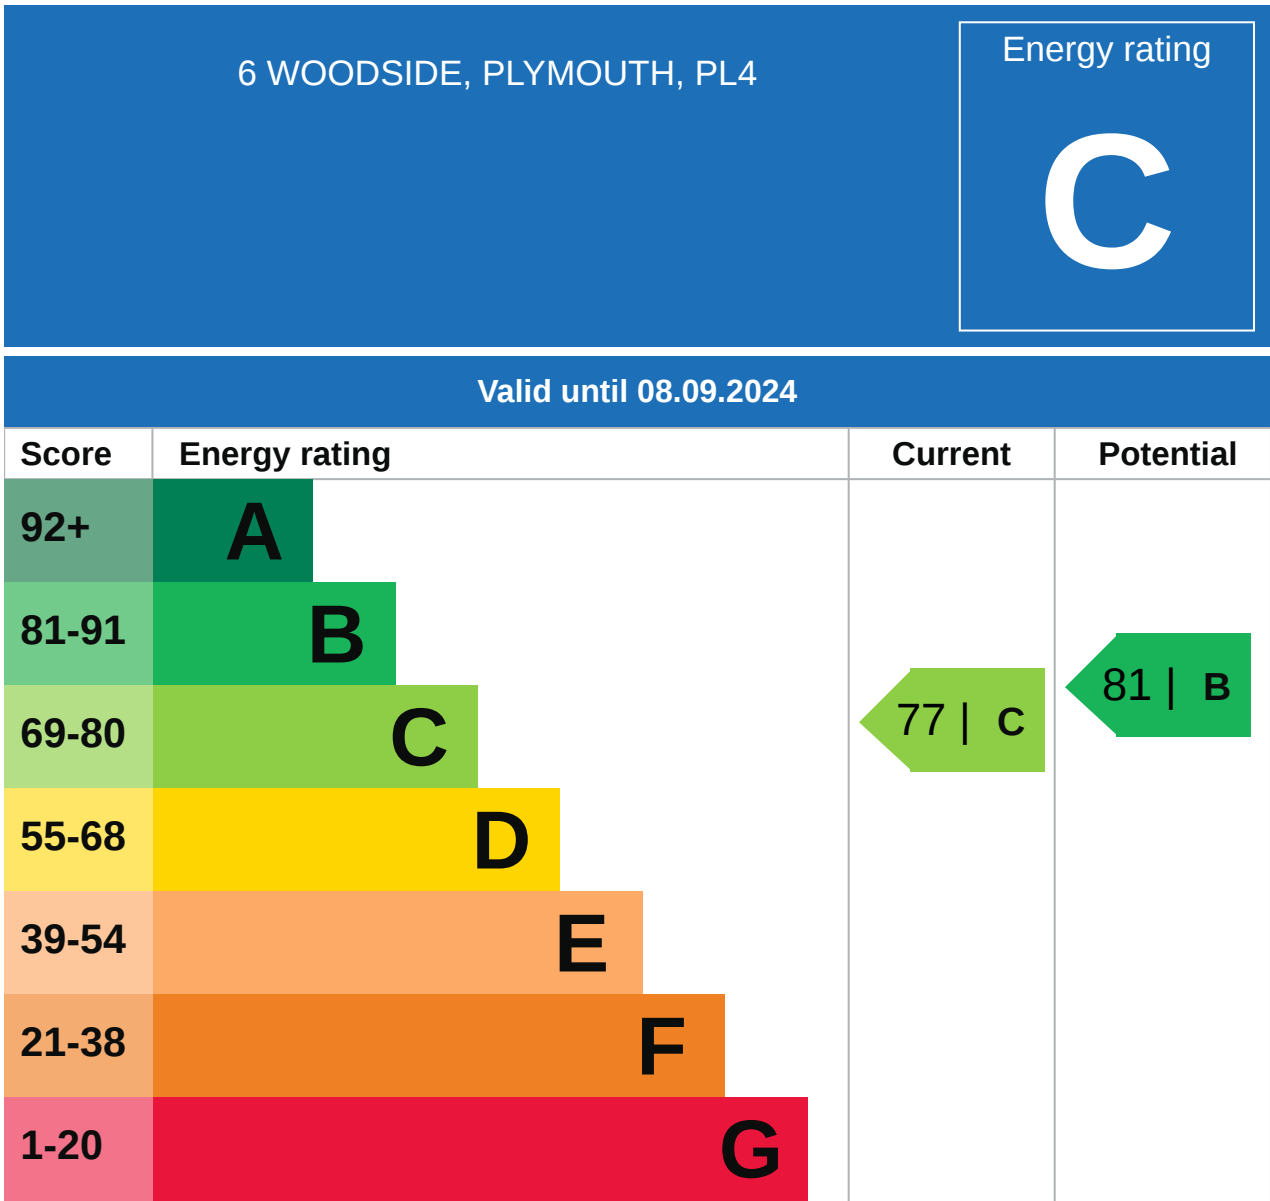 6 WOODSIDE, PLYMOUTH, PL4
Energy rating
C
Valid until 08.09.2024
Score Energy rating Current Potential
92+ A
81-91 B
69-80 C
55-68 D
39-54 E
21-38 F
1-20 G
77 | C
81 | B